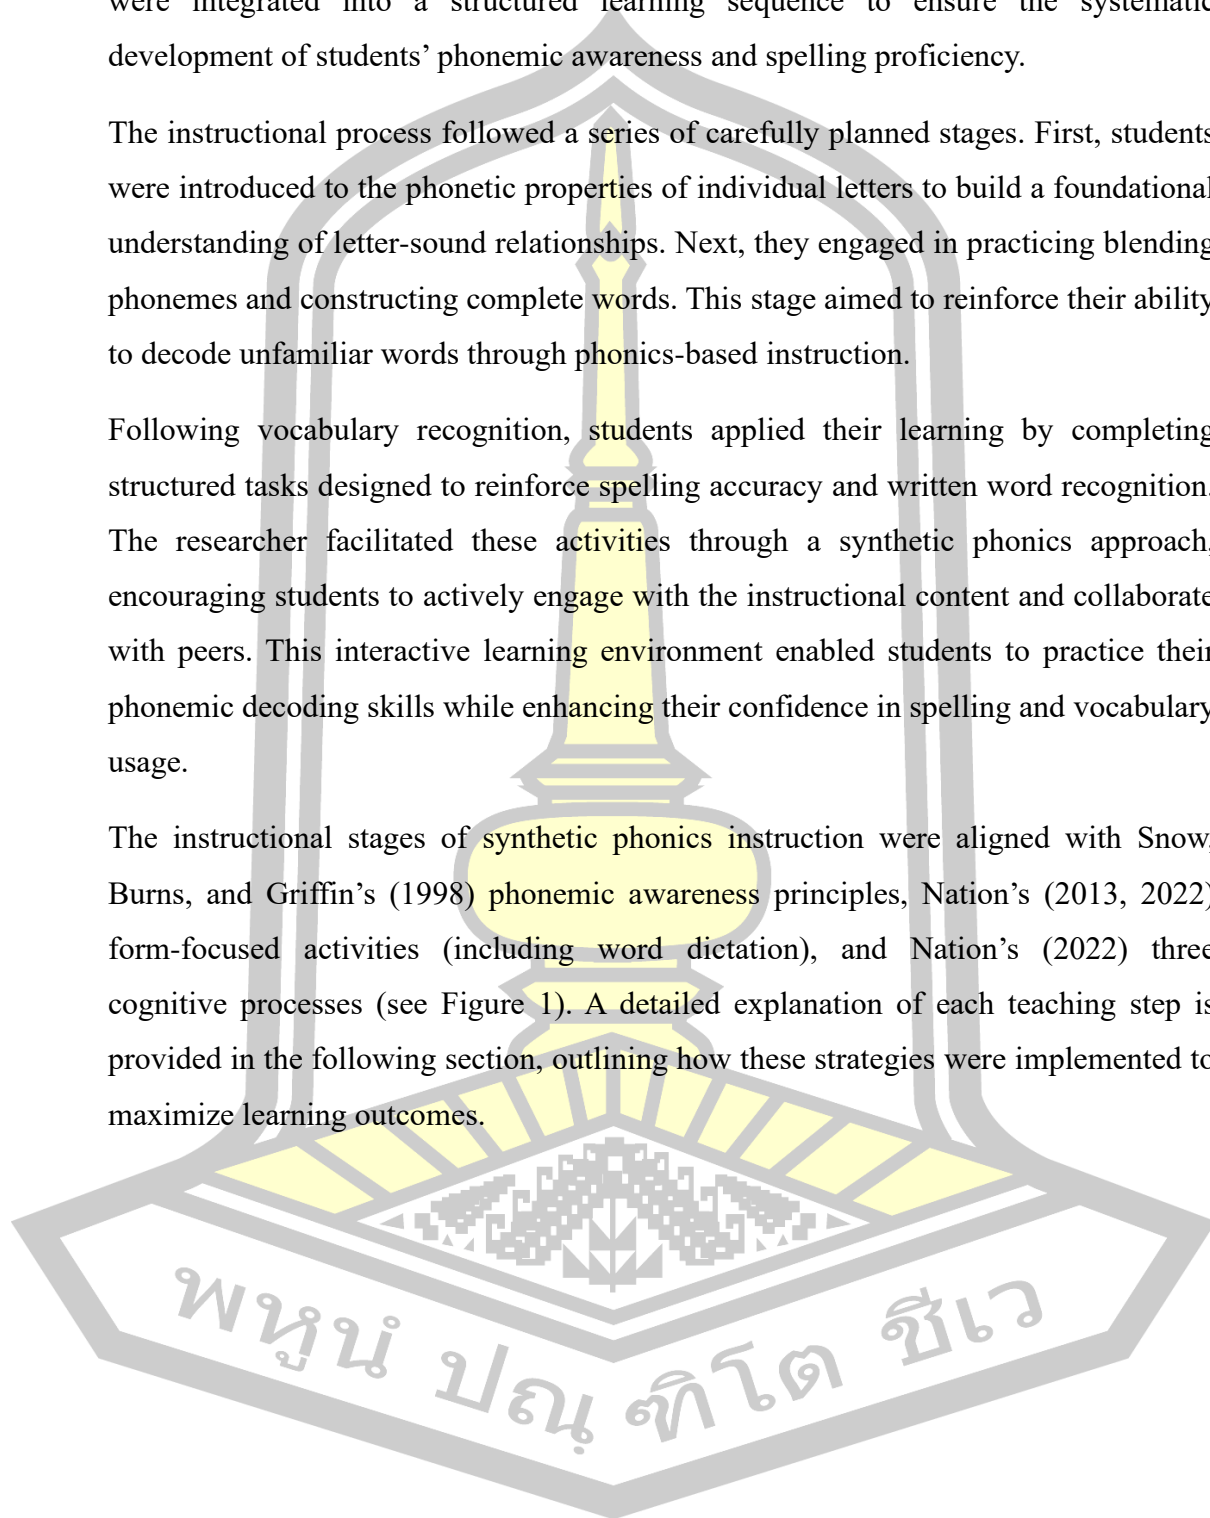 were integrated into a structured learning sequence to ensure the systematic
development of students’ phonemic awareness and spelling proficiency.
The instructional process followed a series of carefully planned stages. First, students
were introduced to the phonetic properties of individual letters to build a foundational
understanding of letter-sound relationships. Next, they engaged in practicing blending
phonemes and constructing complete words. This stage aimed to reinforce their ability
to decode unfamiliar words through phonics-based instruction.
Following vocabulary recognition, students applied their learning by completing
structured tasks designed to reinforce spelling accuracy and written word recognition.
The researcher facilitated these activities through a synthetic phonics approach,
encouraging students to actively engage with the instructional content and collaborate
with peers. This interactive learning environment enabled students to practice their
phonemic decoding skills while enhancing their confidence in spelling and vocabulary
usage.
The instructional stages of synthetic phonics instruction were aligned with Snow,
Burns, and Griffin’s (1998) phonemic awareness principles, Nation’s (2013, 2022)
form-focused activities (including word dictation), and Nation’s (2022) three
cognitive processes (see Figure 1). A detailed explanation of each teaching step is
provided in the following section, outlining how these strategies were implemented to
maximize learning outcomes.
พหูนํ ปณฺฑิโต ชีเว